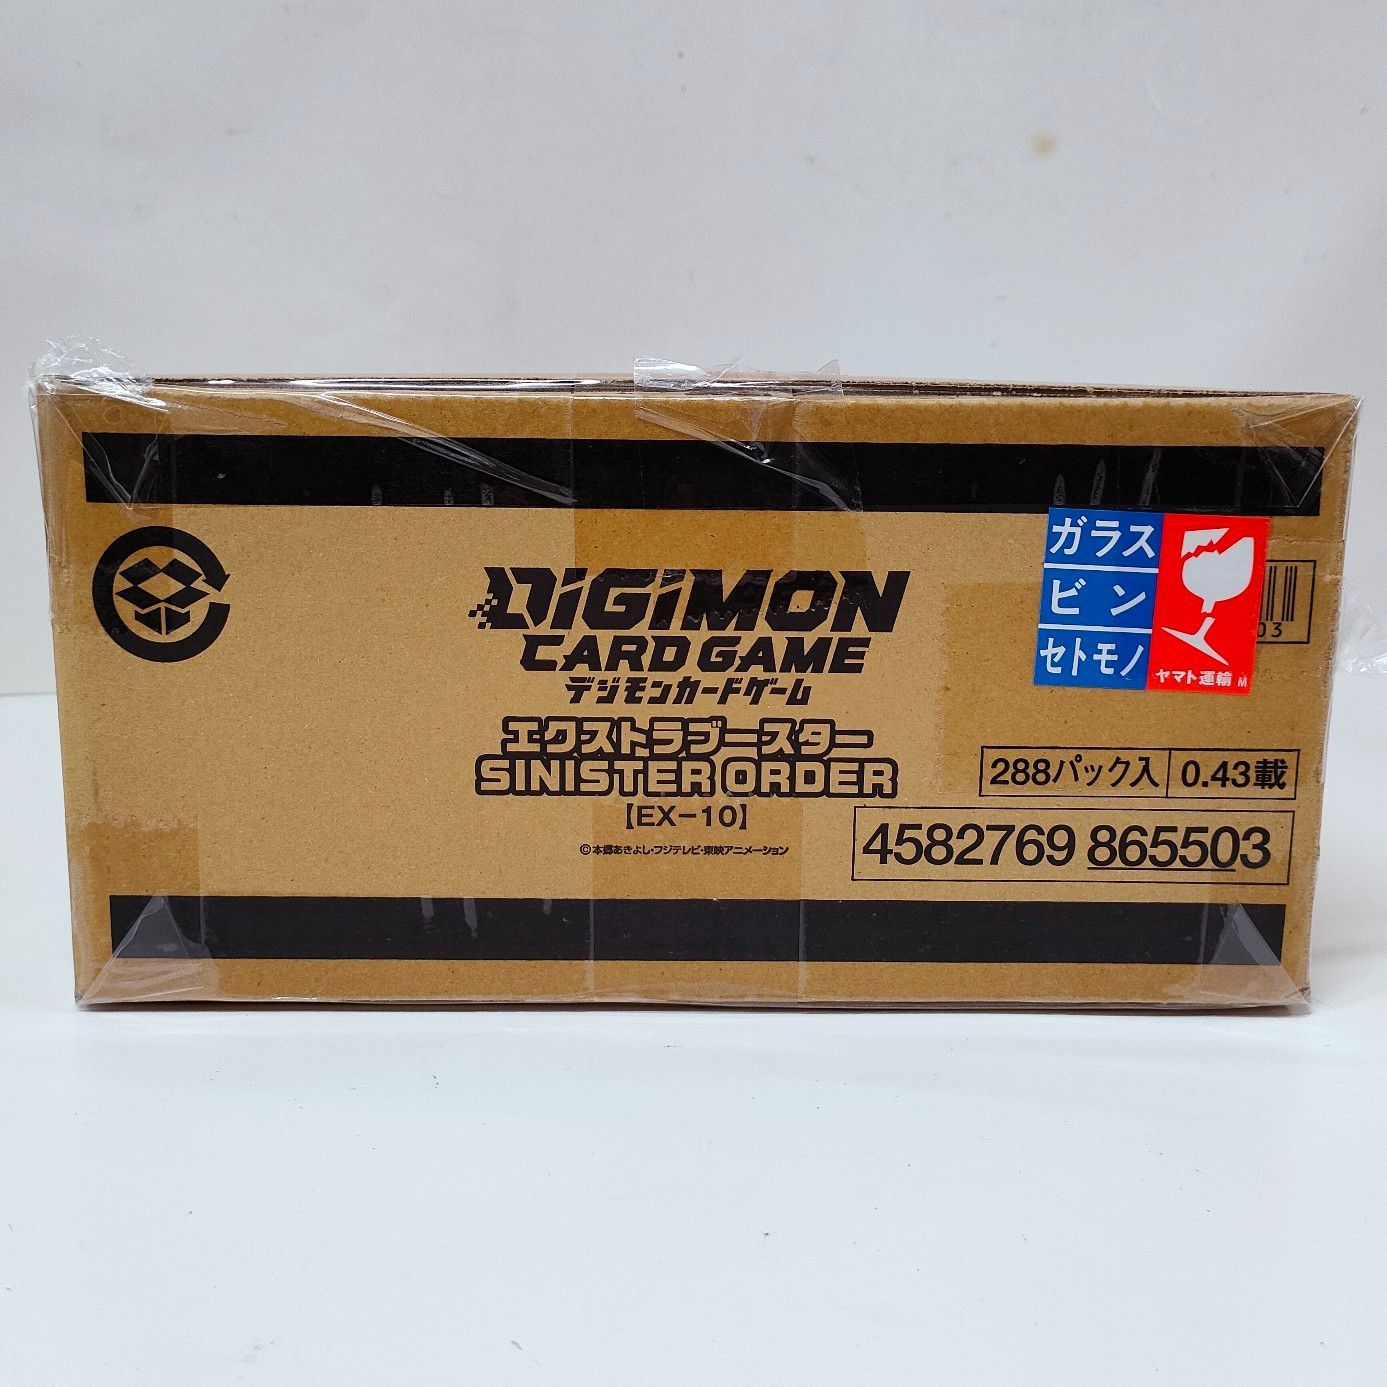 ガラス
ビン
セトモノ
ヤマト運輸 M
03
DIGIMON
CARD GAME
デジモンカードゲーム
エクストラブースター
SINISTER ORDER
【EX-10】
©本郷あきよし・フジテレビ・東映アニメーション
288パック入 0.43載
4582769 865503